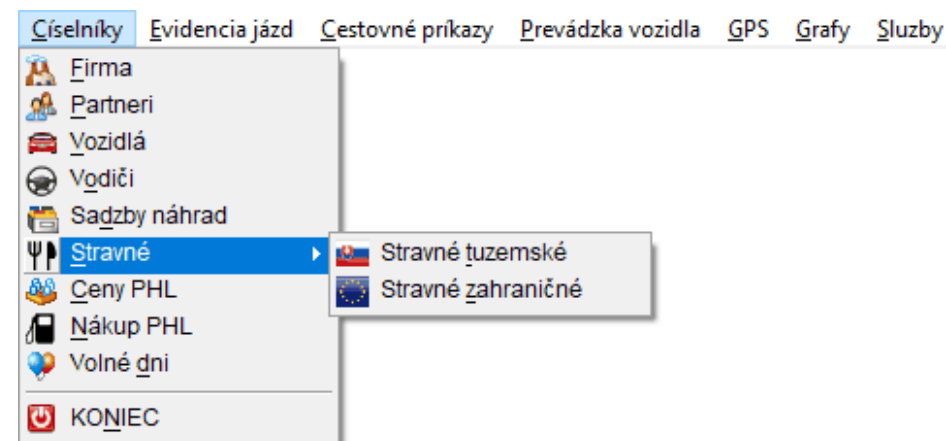 Císelníky Evidencia jázd Cestovné príkazy Prevádzka vozidla GPS Grafy Sluzby
Firma
Partneri
Vozidlá
Vodiči
Sadzby náhrad
Stravné
Stravné tuzemské
Stravné zahraničné
Ceny PHL
Nákup PHL
Volné dni
KONIEC